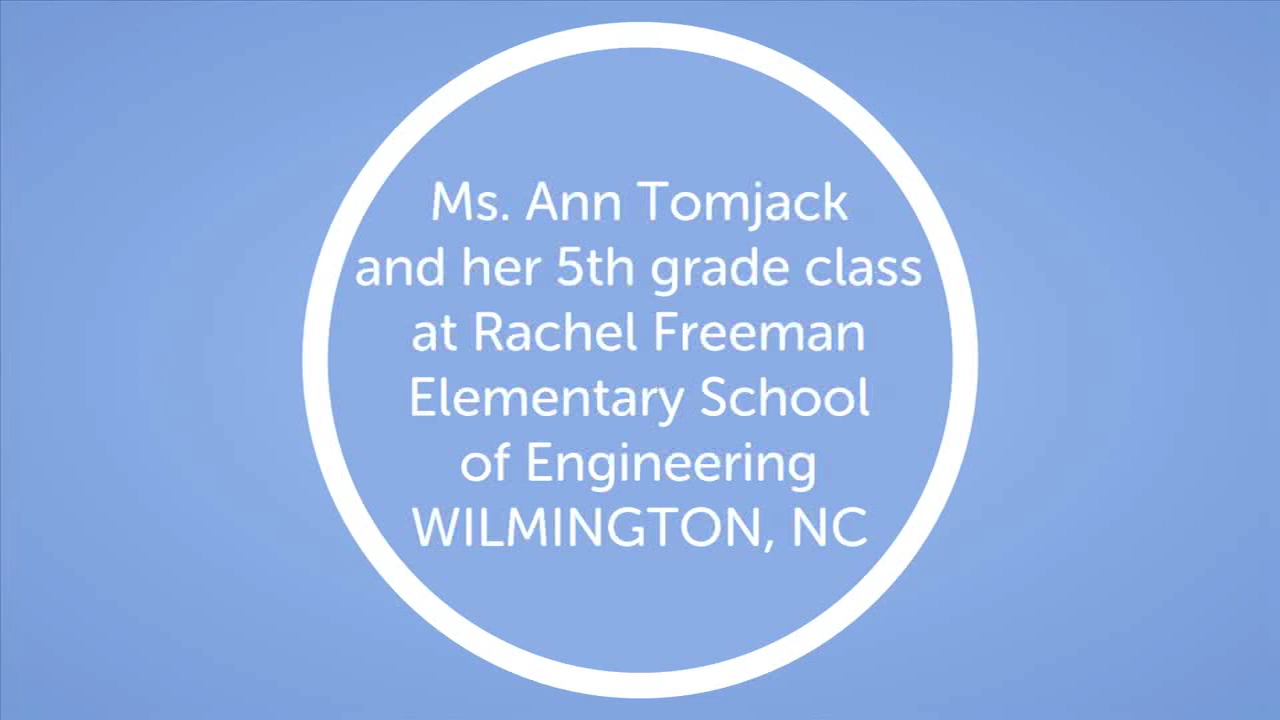 Ms. Ann Tomjack
and her 5th grade class
at Rachel Freeman
Elementary School
of Engineering
WILMINGTON, NC